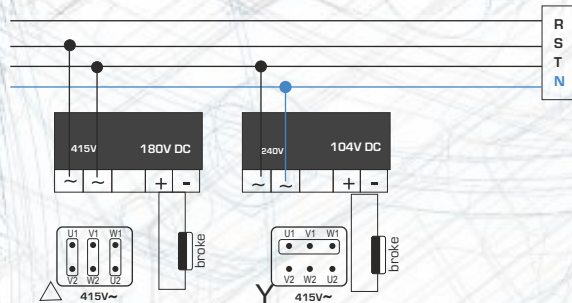 R
S
T
N
415V 180V DC
~ ~ + -
240V 104V DC
~ ~ + -
U1 V1 W1
V2 W2 U2
415V~
broke
U1 V1 W1
V2 W2 U2
Y 415V~
broke